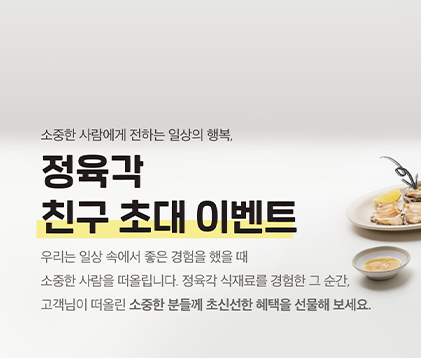 소중한 사람에게 전하는 일상의 행복,
정육각
친구 초대 이벤트
우리는 일상 속에서 좋은 경험을 했을 때
소중한 사람을 떠올립니다. 정육각 식재료를 경험한 그 순간,
고객님이 떠올린 소중한 분들께 초신선한 혜택을 선물해 보세요.